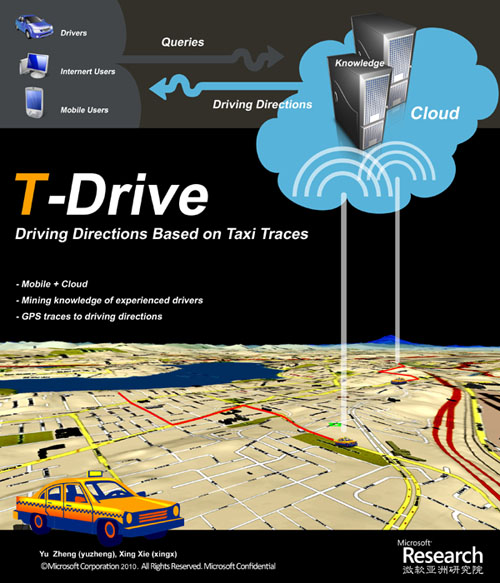 Drivers
Queries
Internert Users
Knowledge
Mobile Users
Driving Directions
Cloud
T-Drive
Driving Directions Based on Taxi Traces
- Mobile + Cloud
- Mining knowledge of experienced drivers
- GPS traces to driving directions
Yu Zheng (yuzheng), Xing Xie (xingx)
©Microsoft Corporation 2010. All Rights Reserved. Microsoft Confidential
Microsoft®
Research
微软亚洲研究院